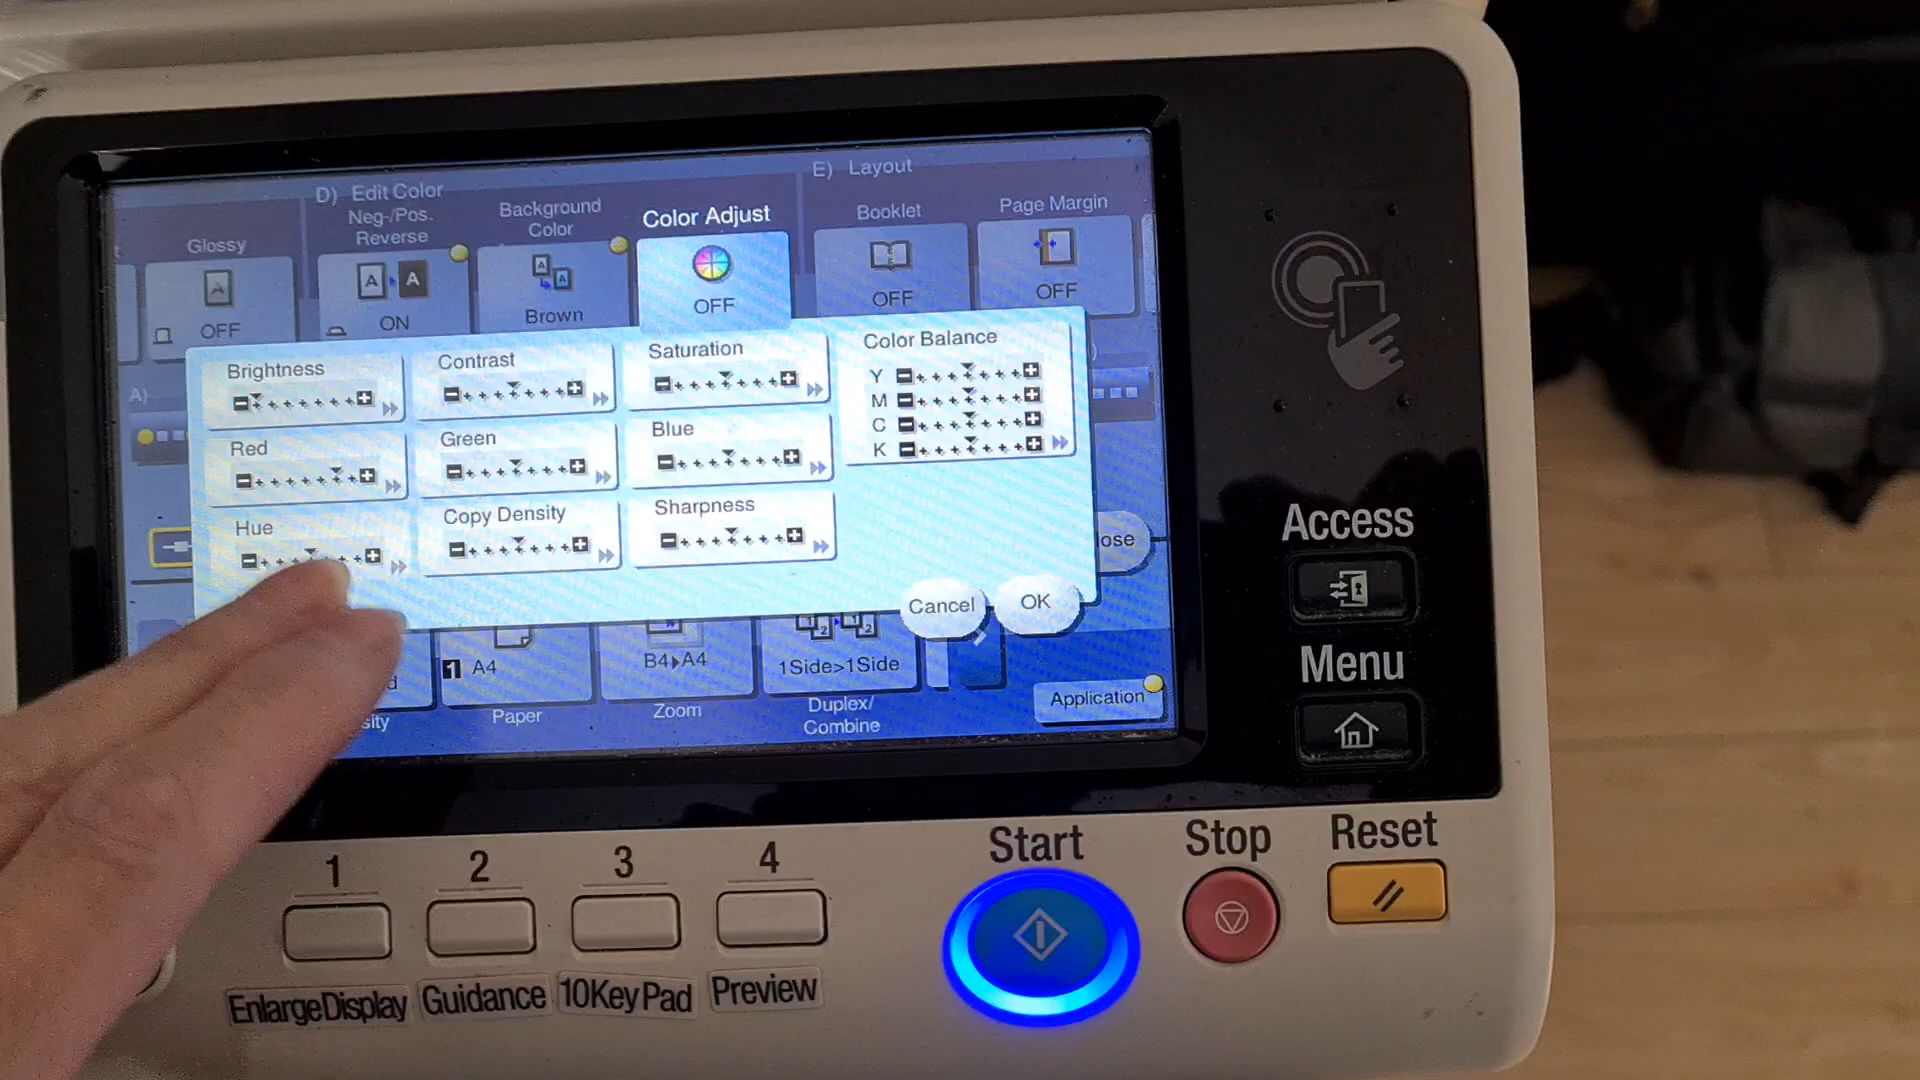 D) Edit Color
E) Layout
Glossy
OFF
Neg-/Pos.
Reverse
ON
Background
Color
Brown
Color Adjust
OFF
Booklet
OFF
Page Margin
OFF
A)
Brightness
Contrast
Saturation
Color Balance
Y
M
C
K
Red
Green
Blue
Hue
Copy Density
Sharpness
Cancel
OK
ose
1 A4
B4▶A4
1Side>1Side
sity
Paper
Zoom
Duplex/
Combine
Application
Access
Menu
Start
Stop
Reset
1
2
3
4
EnlargeDisplay
Guidance
10Key Pad
Preview